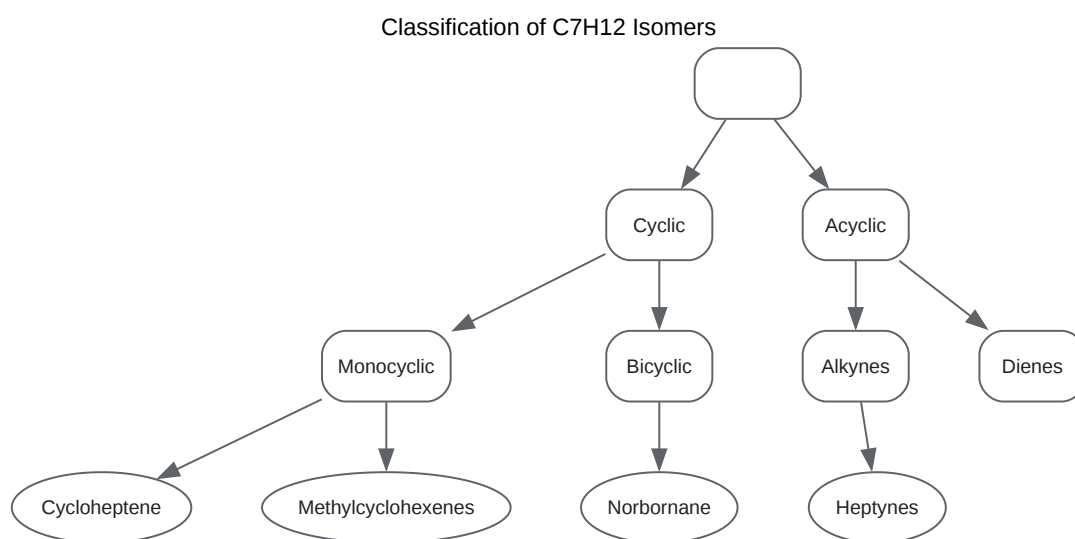 Classification of C7H12 Isomers
Cyclic
Acyclic
Monocyclic
Bicyclic
Alkynes
Dienes
Cycloheptene
Methylcyclohexenes
Norbornane
Heptynes